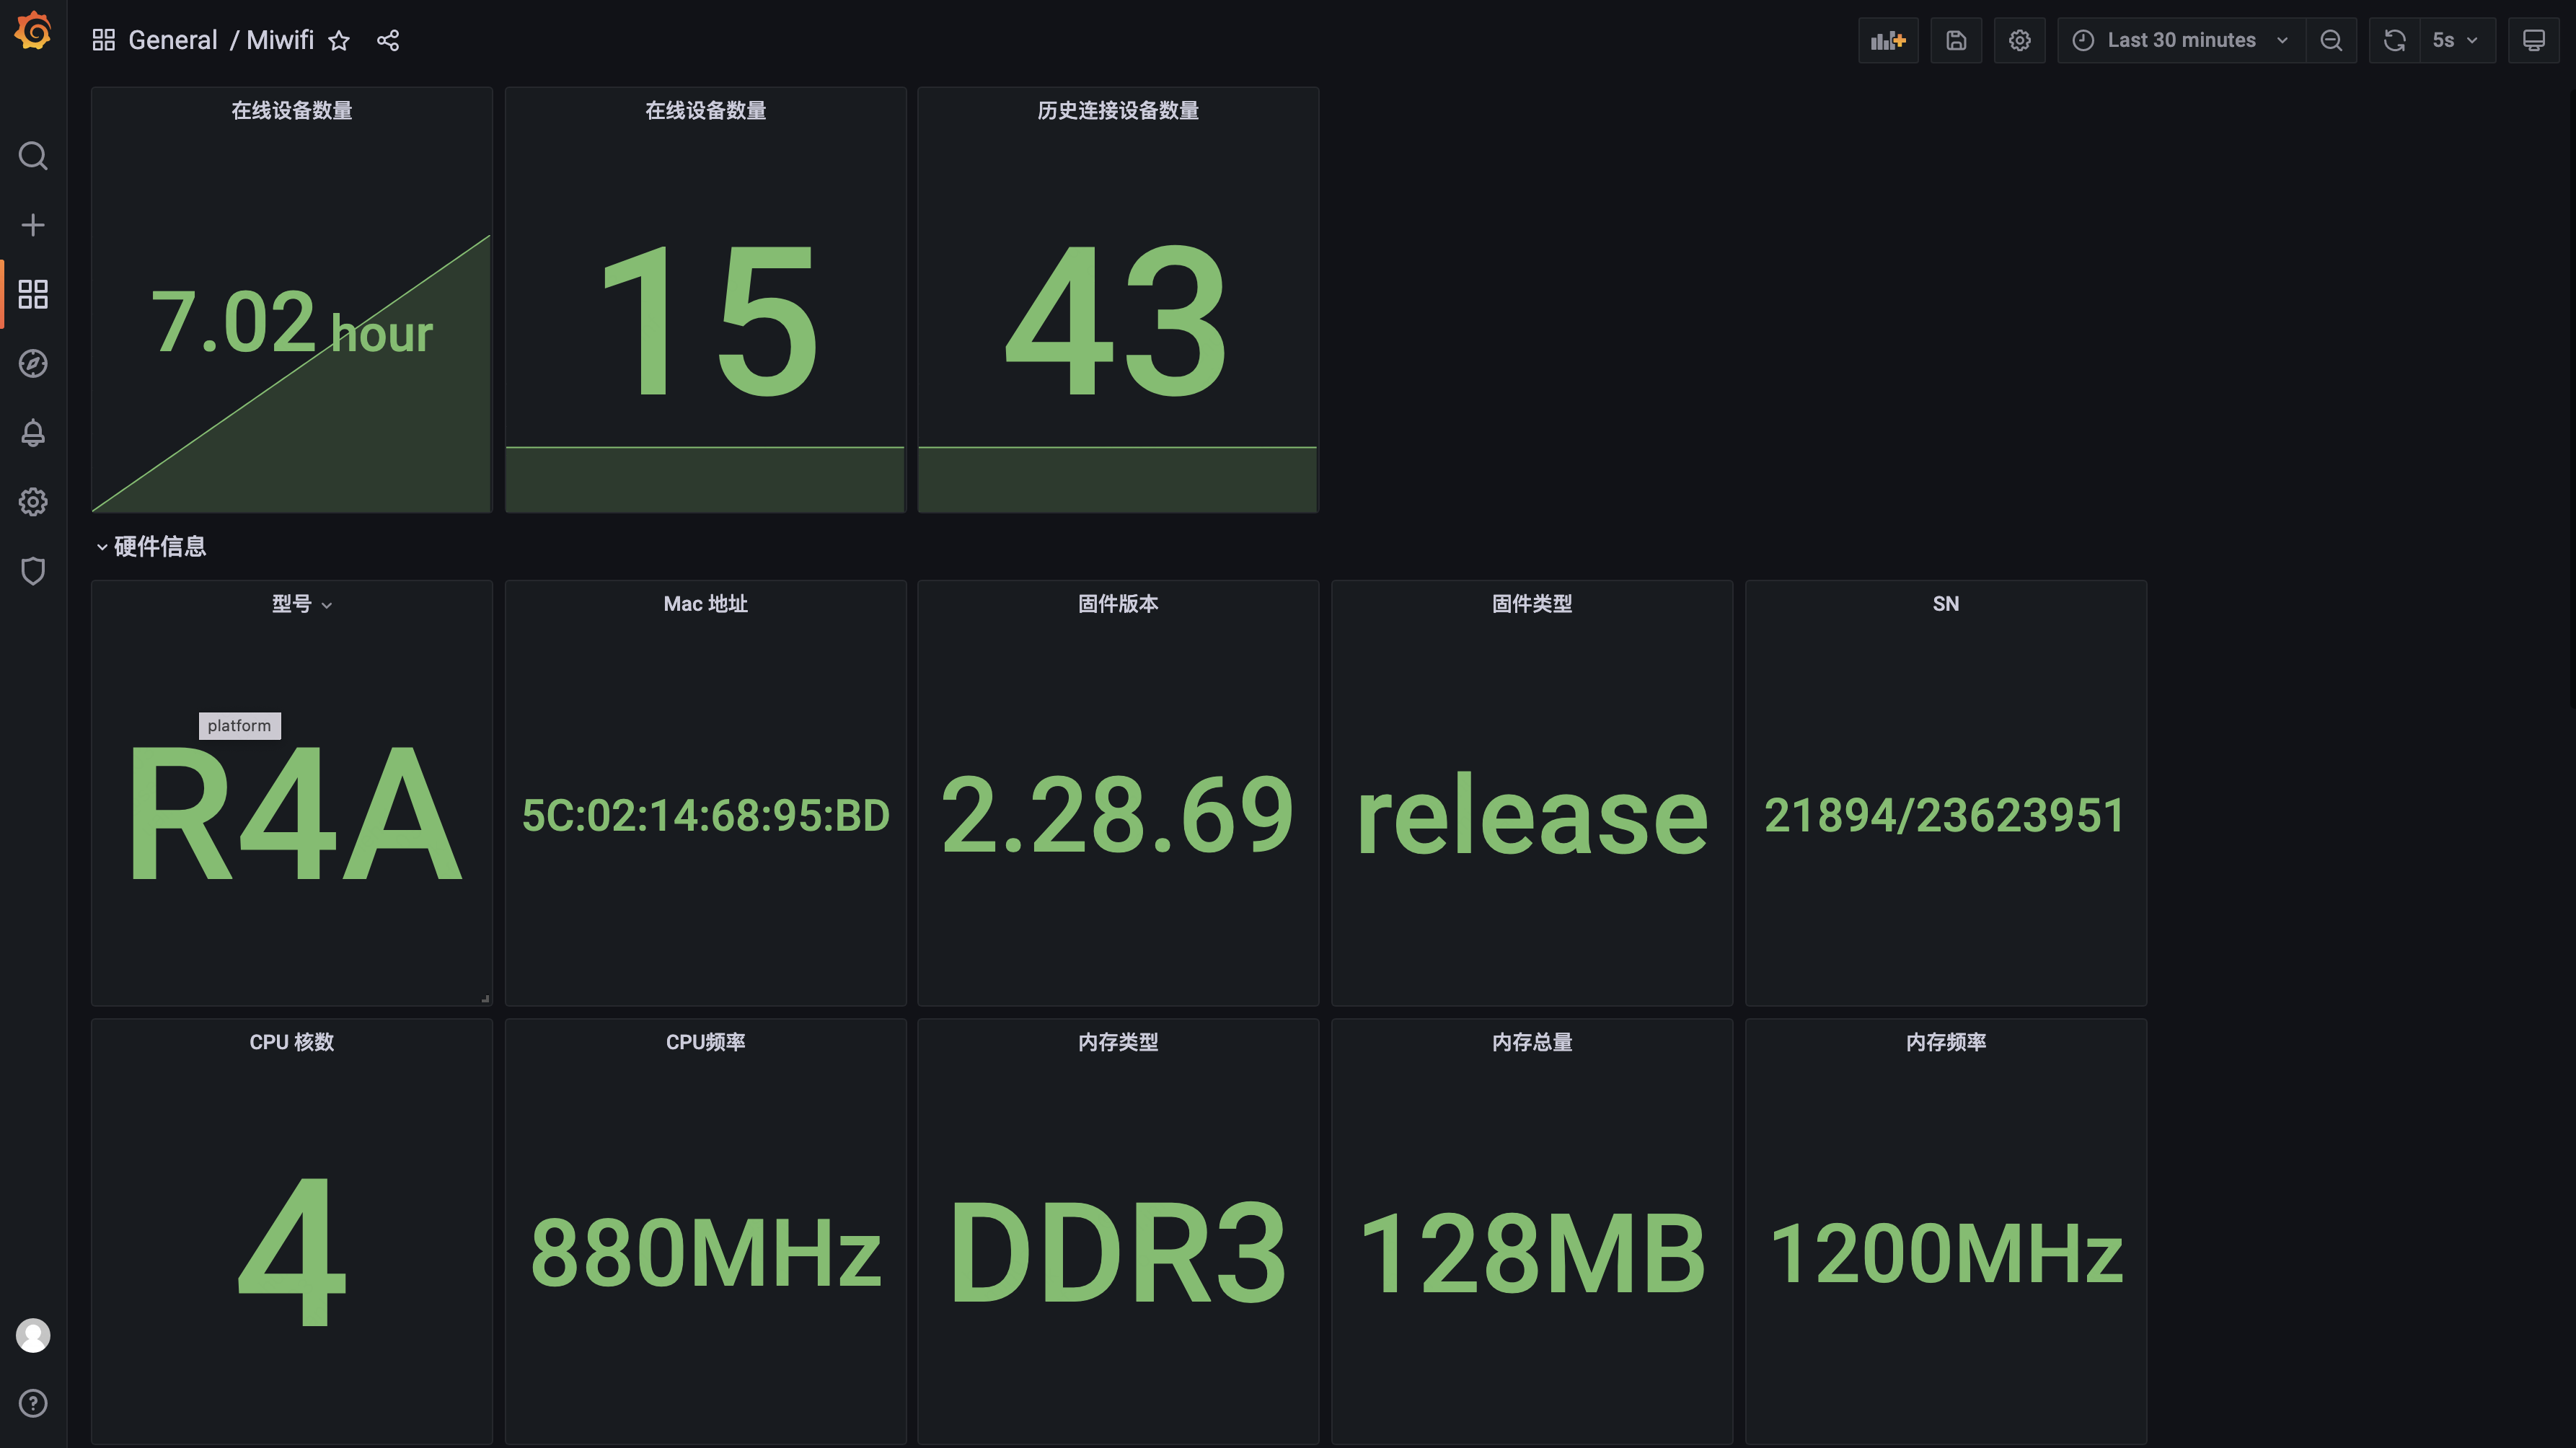 General / Miwifi
Last 30 minutes
5s
在线设备数量
7.02 hour
在线设备数量
15
历史连接设备数量
43
硬件信息
型号
platform
R4A
Mac 地址
5C:02:14:68:95:BD
固件版本
2.28.69
固件类型
release
SN
21894/23623951
CPU 核数
4
CPU频率
880MHz
内存类型
DDR3
内存总量
128MB
内存频率
1200MHz